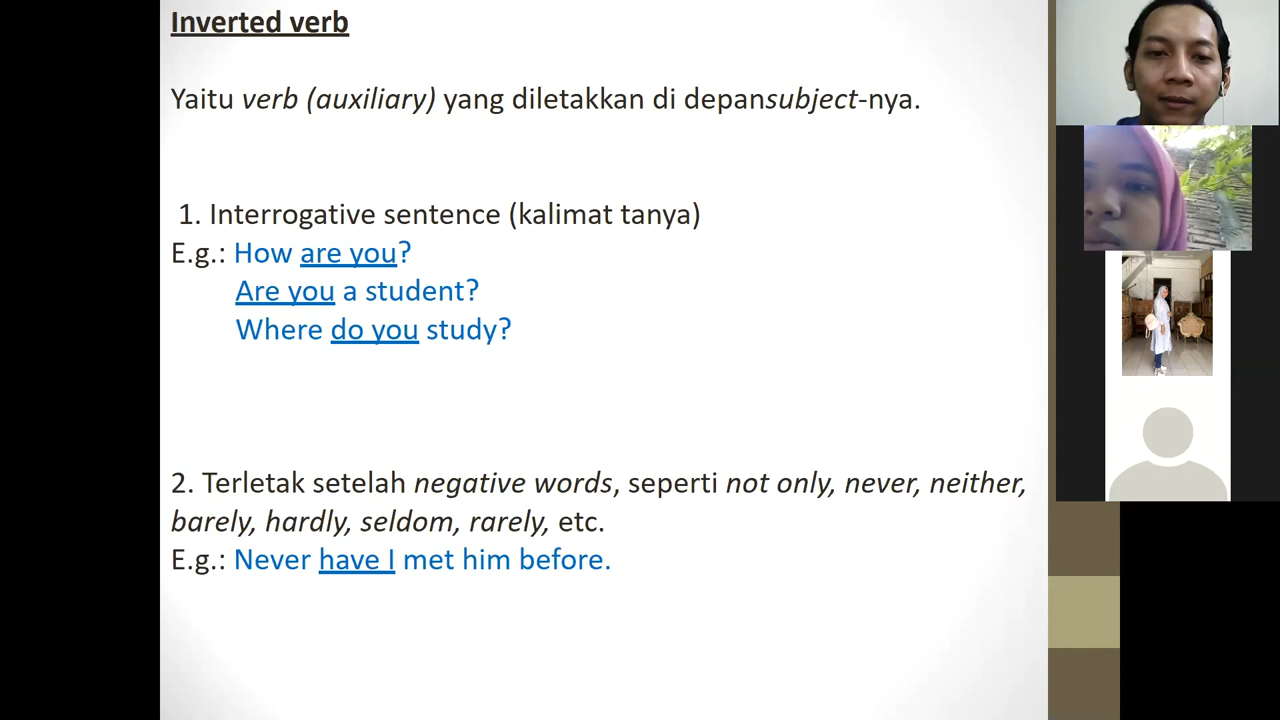 Inverted verb
Yaitu verb (auxiliary) yang diletakkan di depansubject-nya.
1. Interrogative sentence (kalimat tanya)
E.g.: How are you?
Are you a student?
Where do you study?
2. Terletak setelah negative words, seperti not only, never, neither,
barely, hardly, seldom, rarely, etc.
E.g.: Never have I met him before.